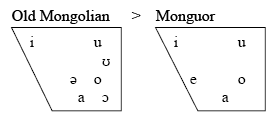 Old Mongolian > Monguor
i u i u
ʊ
ə o e o
a ɔ a